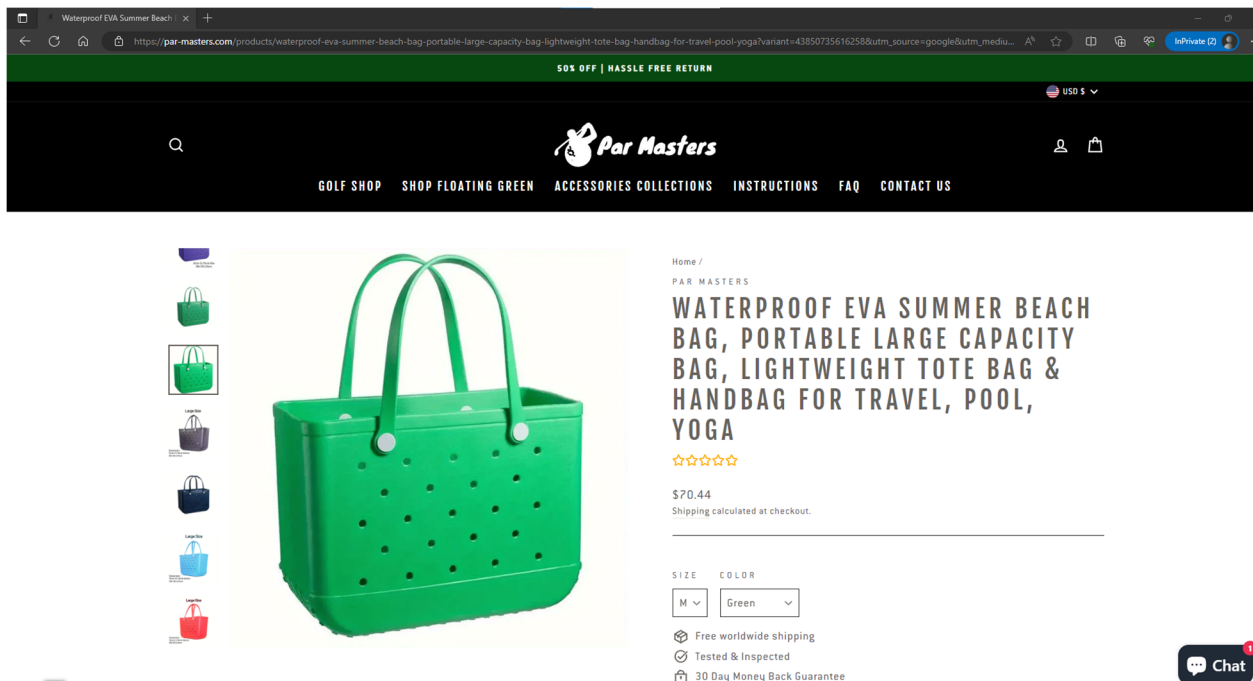 Waterproof EVA Summer Beach
https://par-masters.com/products/waterproof-eva-summer-beach-bag-portable-large-capacity-bag-lightweight-tote-bag-handbag-for-travel-pool-yoga?variant=43850735616258&utm_source=google&utm_mediu...
InPrivate (2)
50% OFF | HASSLE FREE RETURN
USD $
Par Masters
GOLF SHOP SHOP FLOATING GREEN ACCESSORIES COLLECTIONS INSTRUCTIONS FAQ CONTACT US
Home /
PAR MASTERS
WATERPROOF EVA SUMMER BEACH
BAG, PORTABLE LARGE CAPACITY
BAG, LIGHTWEIGHT TOTE BAG &
HANDBAG FOR TRAVEL, POOL,
YOGA
$70.44
Shipping calculated at checkout.
SIZE COLOR
M Green
Free worldwide shipping
Tested & Inspected
30 Day Money Back Guarantee
Large Size
Large Size
Large Size
1
Chat